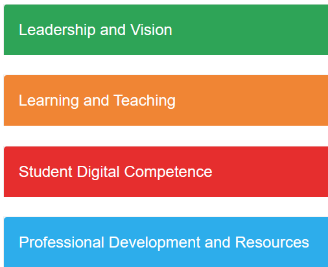 Leadership and Vision
Learning and Teaching
Student Digital Competence
Professional Development and Resources